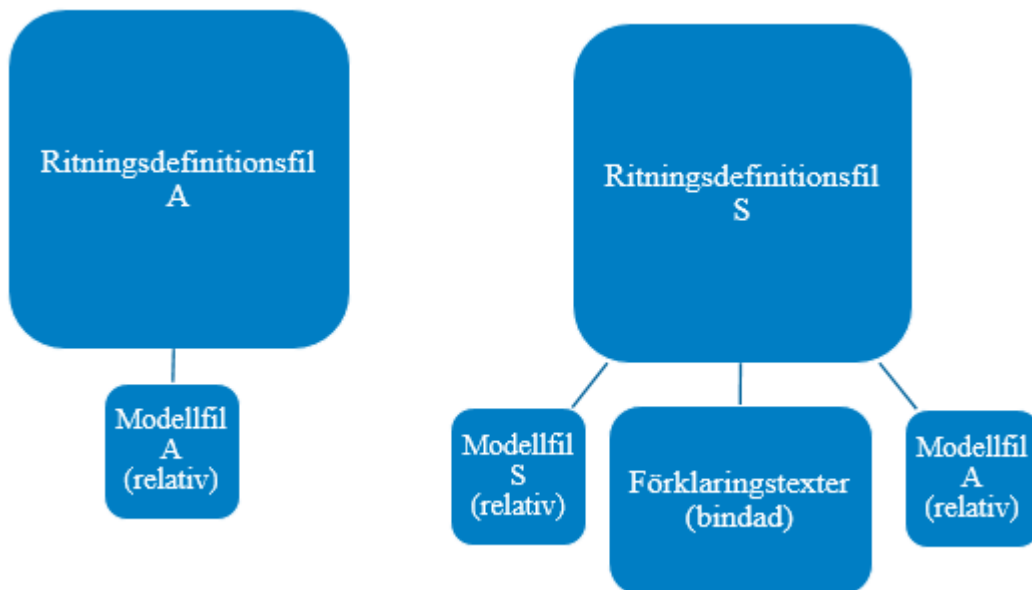 Ritningsdefinitionsfil
A
Modellfil
A
(relativ)
Ritningsdefinitionsfil
S
Modellfil
S
(relativ)
Förklaringstexter
(bindad)
Modellfil
A
(relativ)